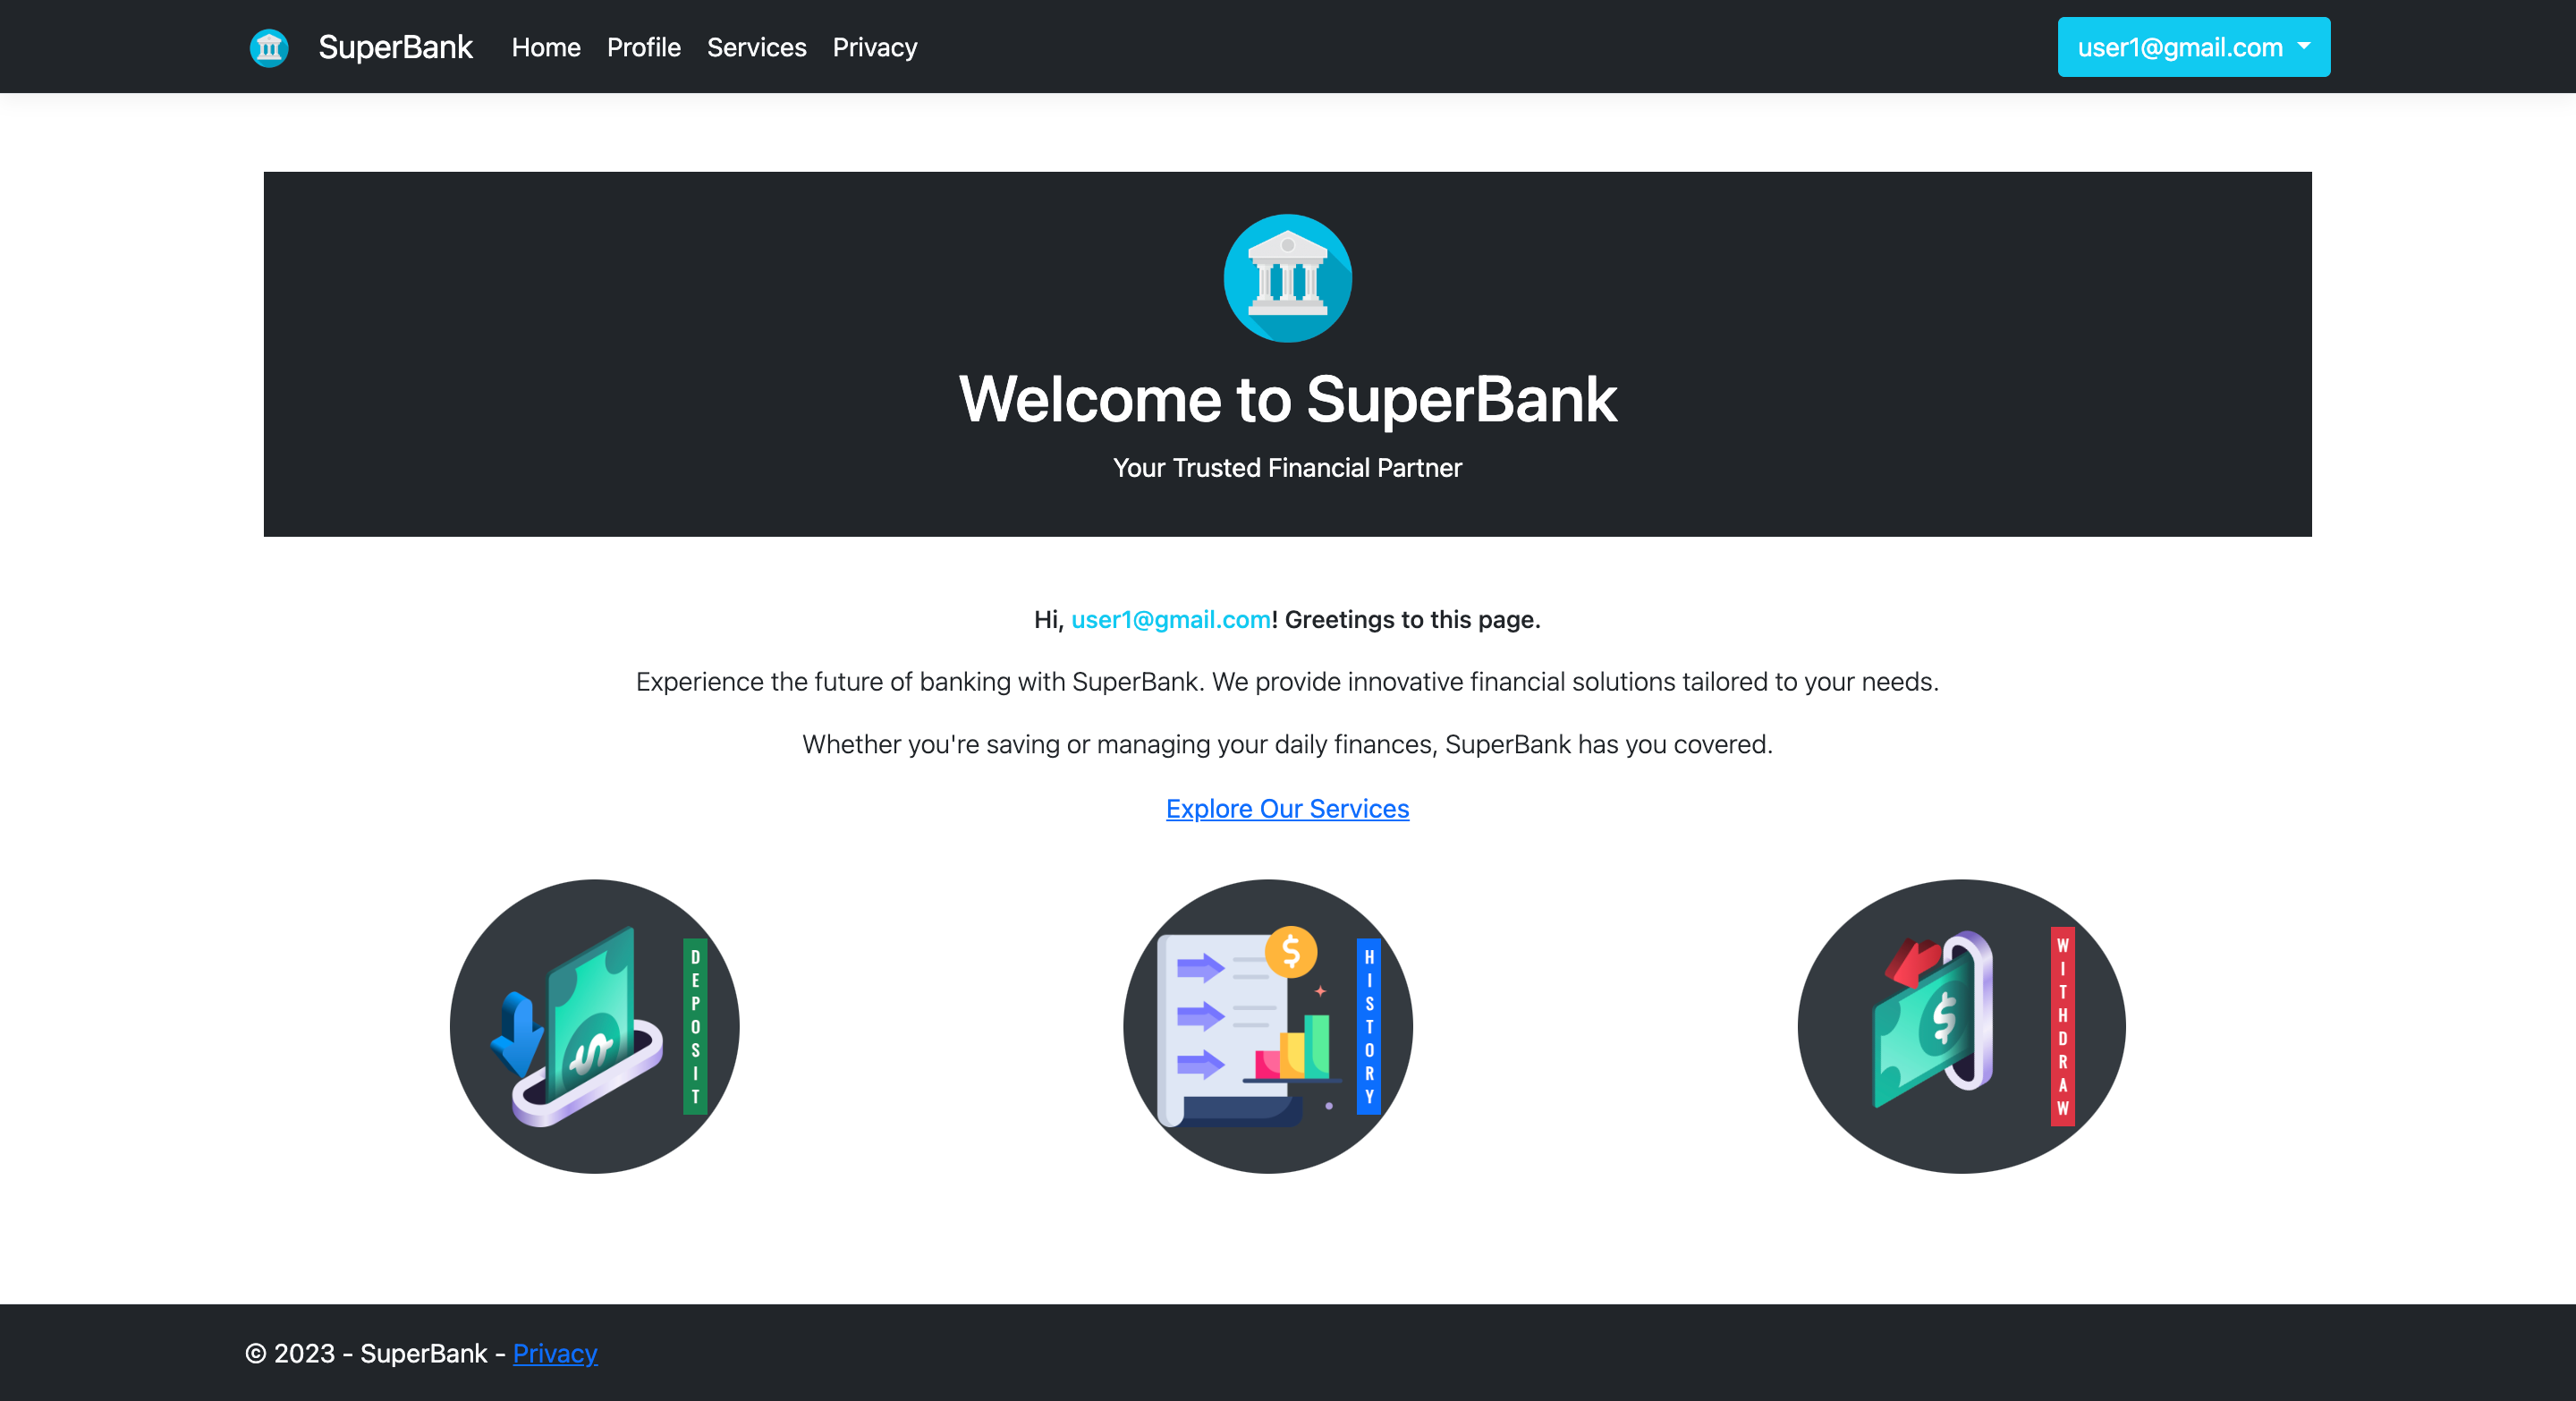 SuperBank Home Profile Services Privacy user1@gmail.com
Welcome to SuperBank
Your Trusted Financial Partner
Hi, user1@gmail.com! Greetings to this page.
Experience the future of banking with SuperBank. We provide innovative financial solutions tailored to your needs.
Whether you're saving or managing your daily finances, SuperBank has you covered.
Explore Our Services
DEPOSIT
$
$
HISTORY
$
WITHDRAW
© 2023 - SuperBank - Privacy